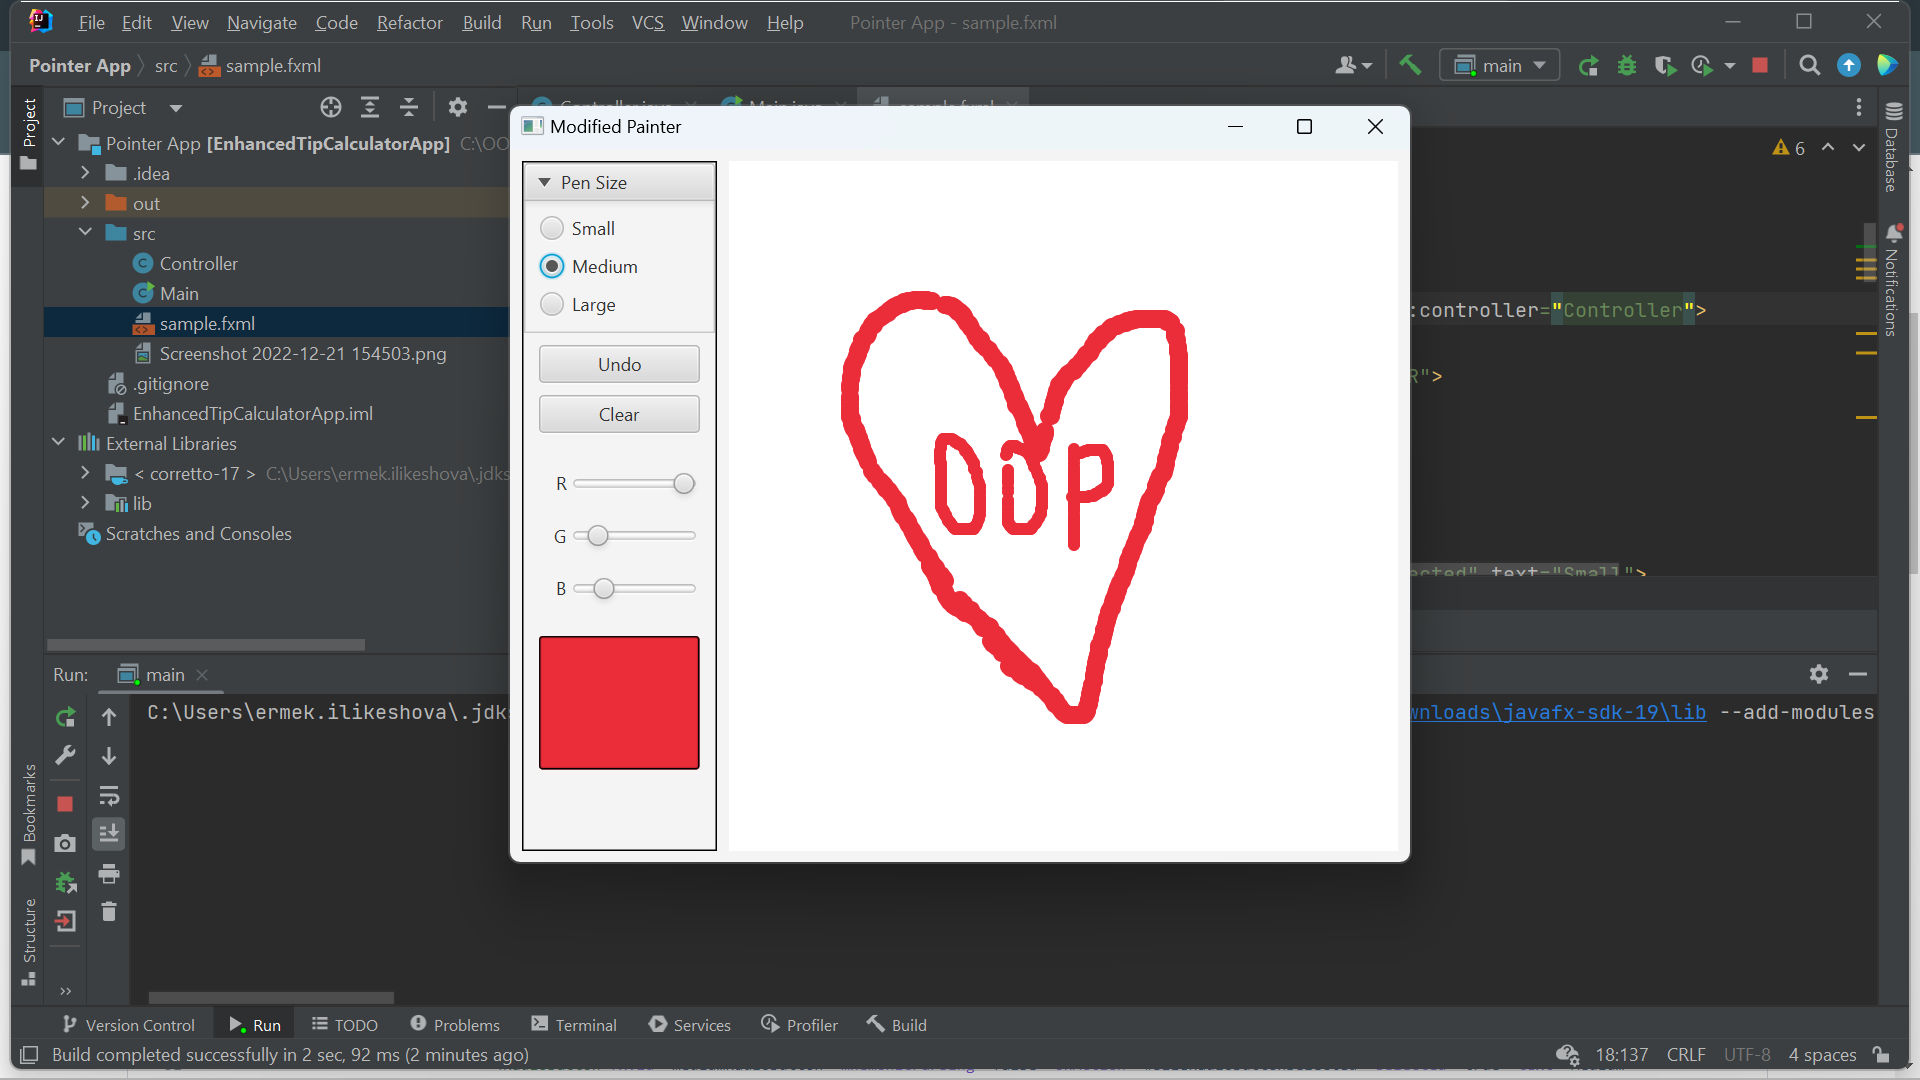 File Edit View Navigate Code Refactor Build Run Tools VCS Window Help Pointer App - sample.fxml
Pointer App src sample.fxml main
Project
Pointer App [EnhancedTipCalculatorApp] C:\OO
.idea
out
src
Controller
Main
sample.fxml
Screenshot 2022-12-21 154503.png
.gitignore
EnhancedTipCalculatorApp.iml
External Libraries
< corretto-17 > C:\Users\ermek.ilikeshova\.jdks
lib
Scratches and Consoles
Project
Bookmarks
Structure
Modified Painter
Pen Size
Small
Medium
Large
Undo
Clear
R
G
B
OOP
6
:controller="Controller">
R">
ected" text="Small">
Database
Notifications
Run: main
C:\Users\ermek.ilikeshova\.jdks wnloads\javafx-sdk-19\lib --add-modules
Version Control Run TODO Problems Terminal Services Profiler Build
Build completed successfully in 2 sec, 92 ms (2 minutes ago) 18:137 CRLF UTF-8 4 spaces